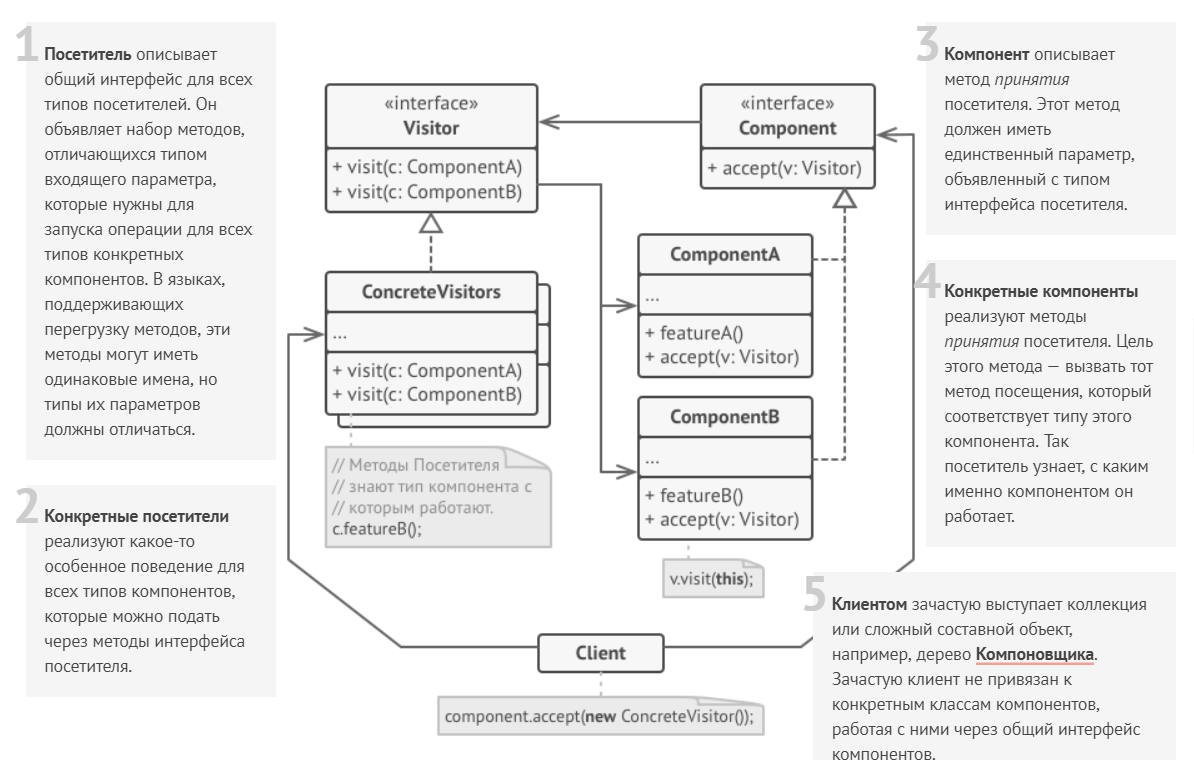 1
Посетитель описывает
общий интерфейс для всех
типов посетителей. Он
объявляет набор методов,
отличающихся типом
входящего параметра,
которые нужны для
запуска операции для всех
типов конкретных
компонентов. В языках,
поддерживающих
перегрузку методов, эти
методы могут иметь
одинаковые имена, но
типы их параметров
должны отличаться.
2
Конкретные посетители
реализуют какое-то
особенное поведение для
всех типов компонентов,
которые можно подать
через методы интерфейса
посетителя.
«interface»
Visitor
+ visit(c: ComponentA)
+ visit(c: ComponentB)
ConcreteVisitors
...
+ visit(c: ComponentA)
+ visit(c: ComponentB)
// Методы Посетителя
// знают тип компонента с
// которым работают.
c.featureB();
«interface»
Component
+ accept(v: Visitor)
ComponentA
...
+ featureA()
+ accept(v: Visitor)
ComponentB
...
+ featureB()
+ accept(v: Visitor)
v.visit(this);
Client
component.accept(new ConcreteVisitor());
3
Компонент описывает
метод принятия
посетителя. Этот метод
должен иметь
единственный параметр,
объявленный с типом
интерфейса посетителя.
4
Конкретные компоненты
реализуют методы
принятия посетителя. Цель
этого метода — вызвать тот
метод посещения, который
соответствует типу этого
компонента. Так
посетитель узнает, с каким
именно компонентом он
работает.
5
Клиентом зачастую выступает коллекция
или сложный составной объект,
например, дерево Компоновщика.
Зачастую клиент не привязан к
конкретным классам компонентов,
работая с ними через общий интерфейс
компонентов.